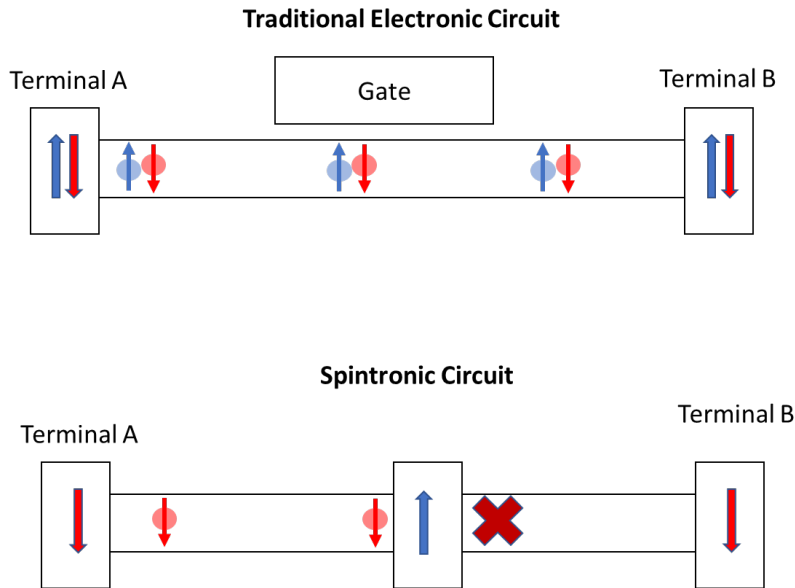 Traditional Electronic Circuit
Terminal A
Gate
Terminal B
Spintronic Circuit
Terminal A
Terminal B